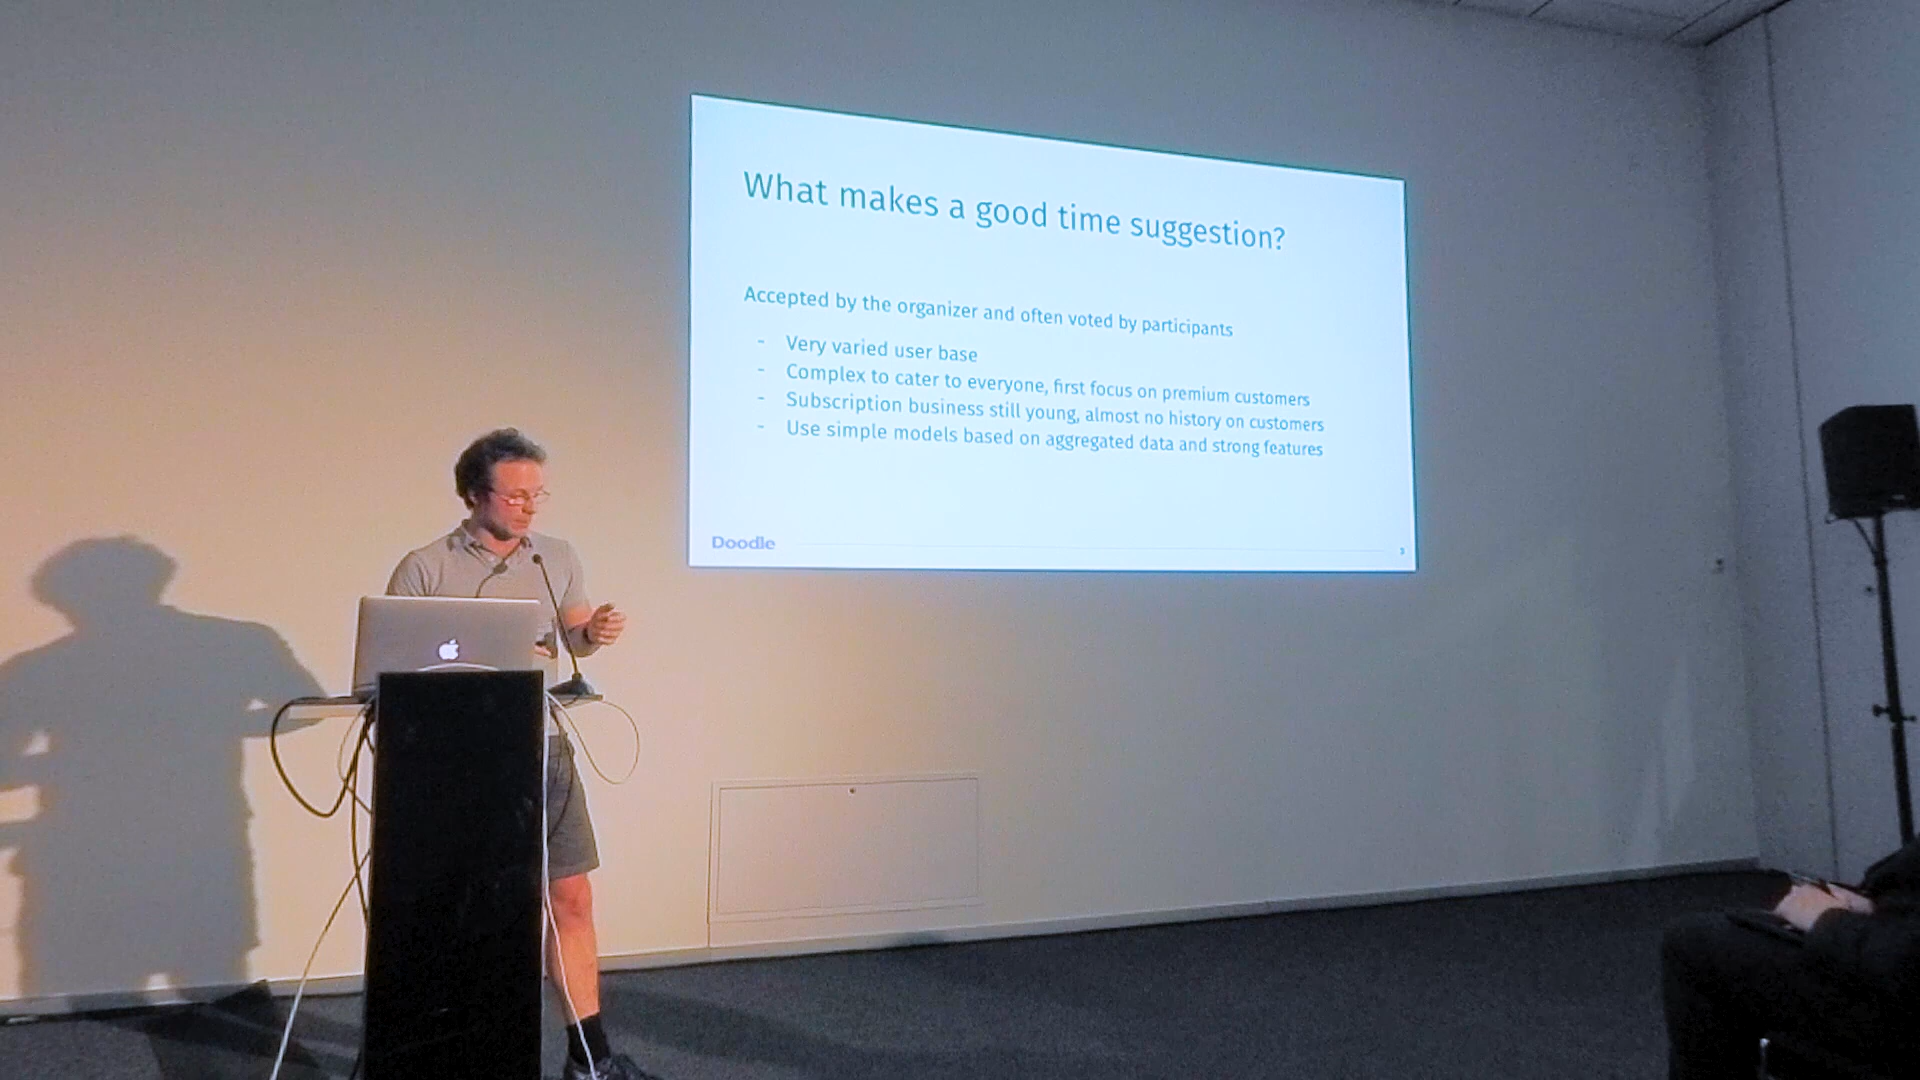 What makes a good time suggestion?
Accepted by the organizer and often voted by participants
- Very varied user base
- Complex to cater to everyone, first focus on premium customers
- Subscription business still young, almost no history on customers
- Use simple models based on aggregated data and strong features
Doodle
3